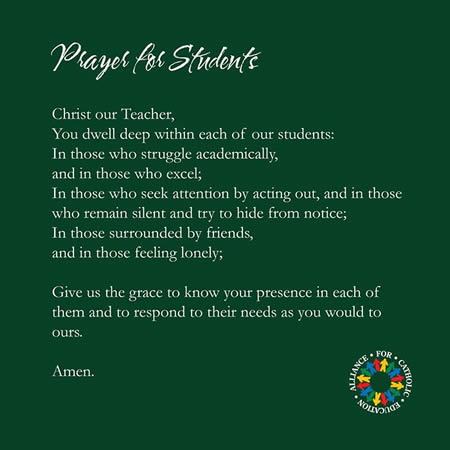 Prayer for Students
Christ our Teacher,
You dwell deep within each of our students:
In those who struggle academically,
and in those who excel;
In those who seek attention by acting out, and in those
who remain silent and try to hide from notice;
In those surrounded by friends,
and in those feeling lonely;
Give us the grace to know your presence in each of
them and to respond to their needs as you would to
ours.
Amen.
ALLIANCE • FOR • CATHOLIC • EDUCATION •